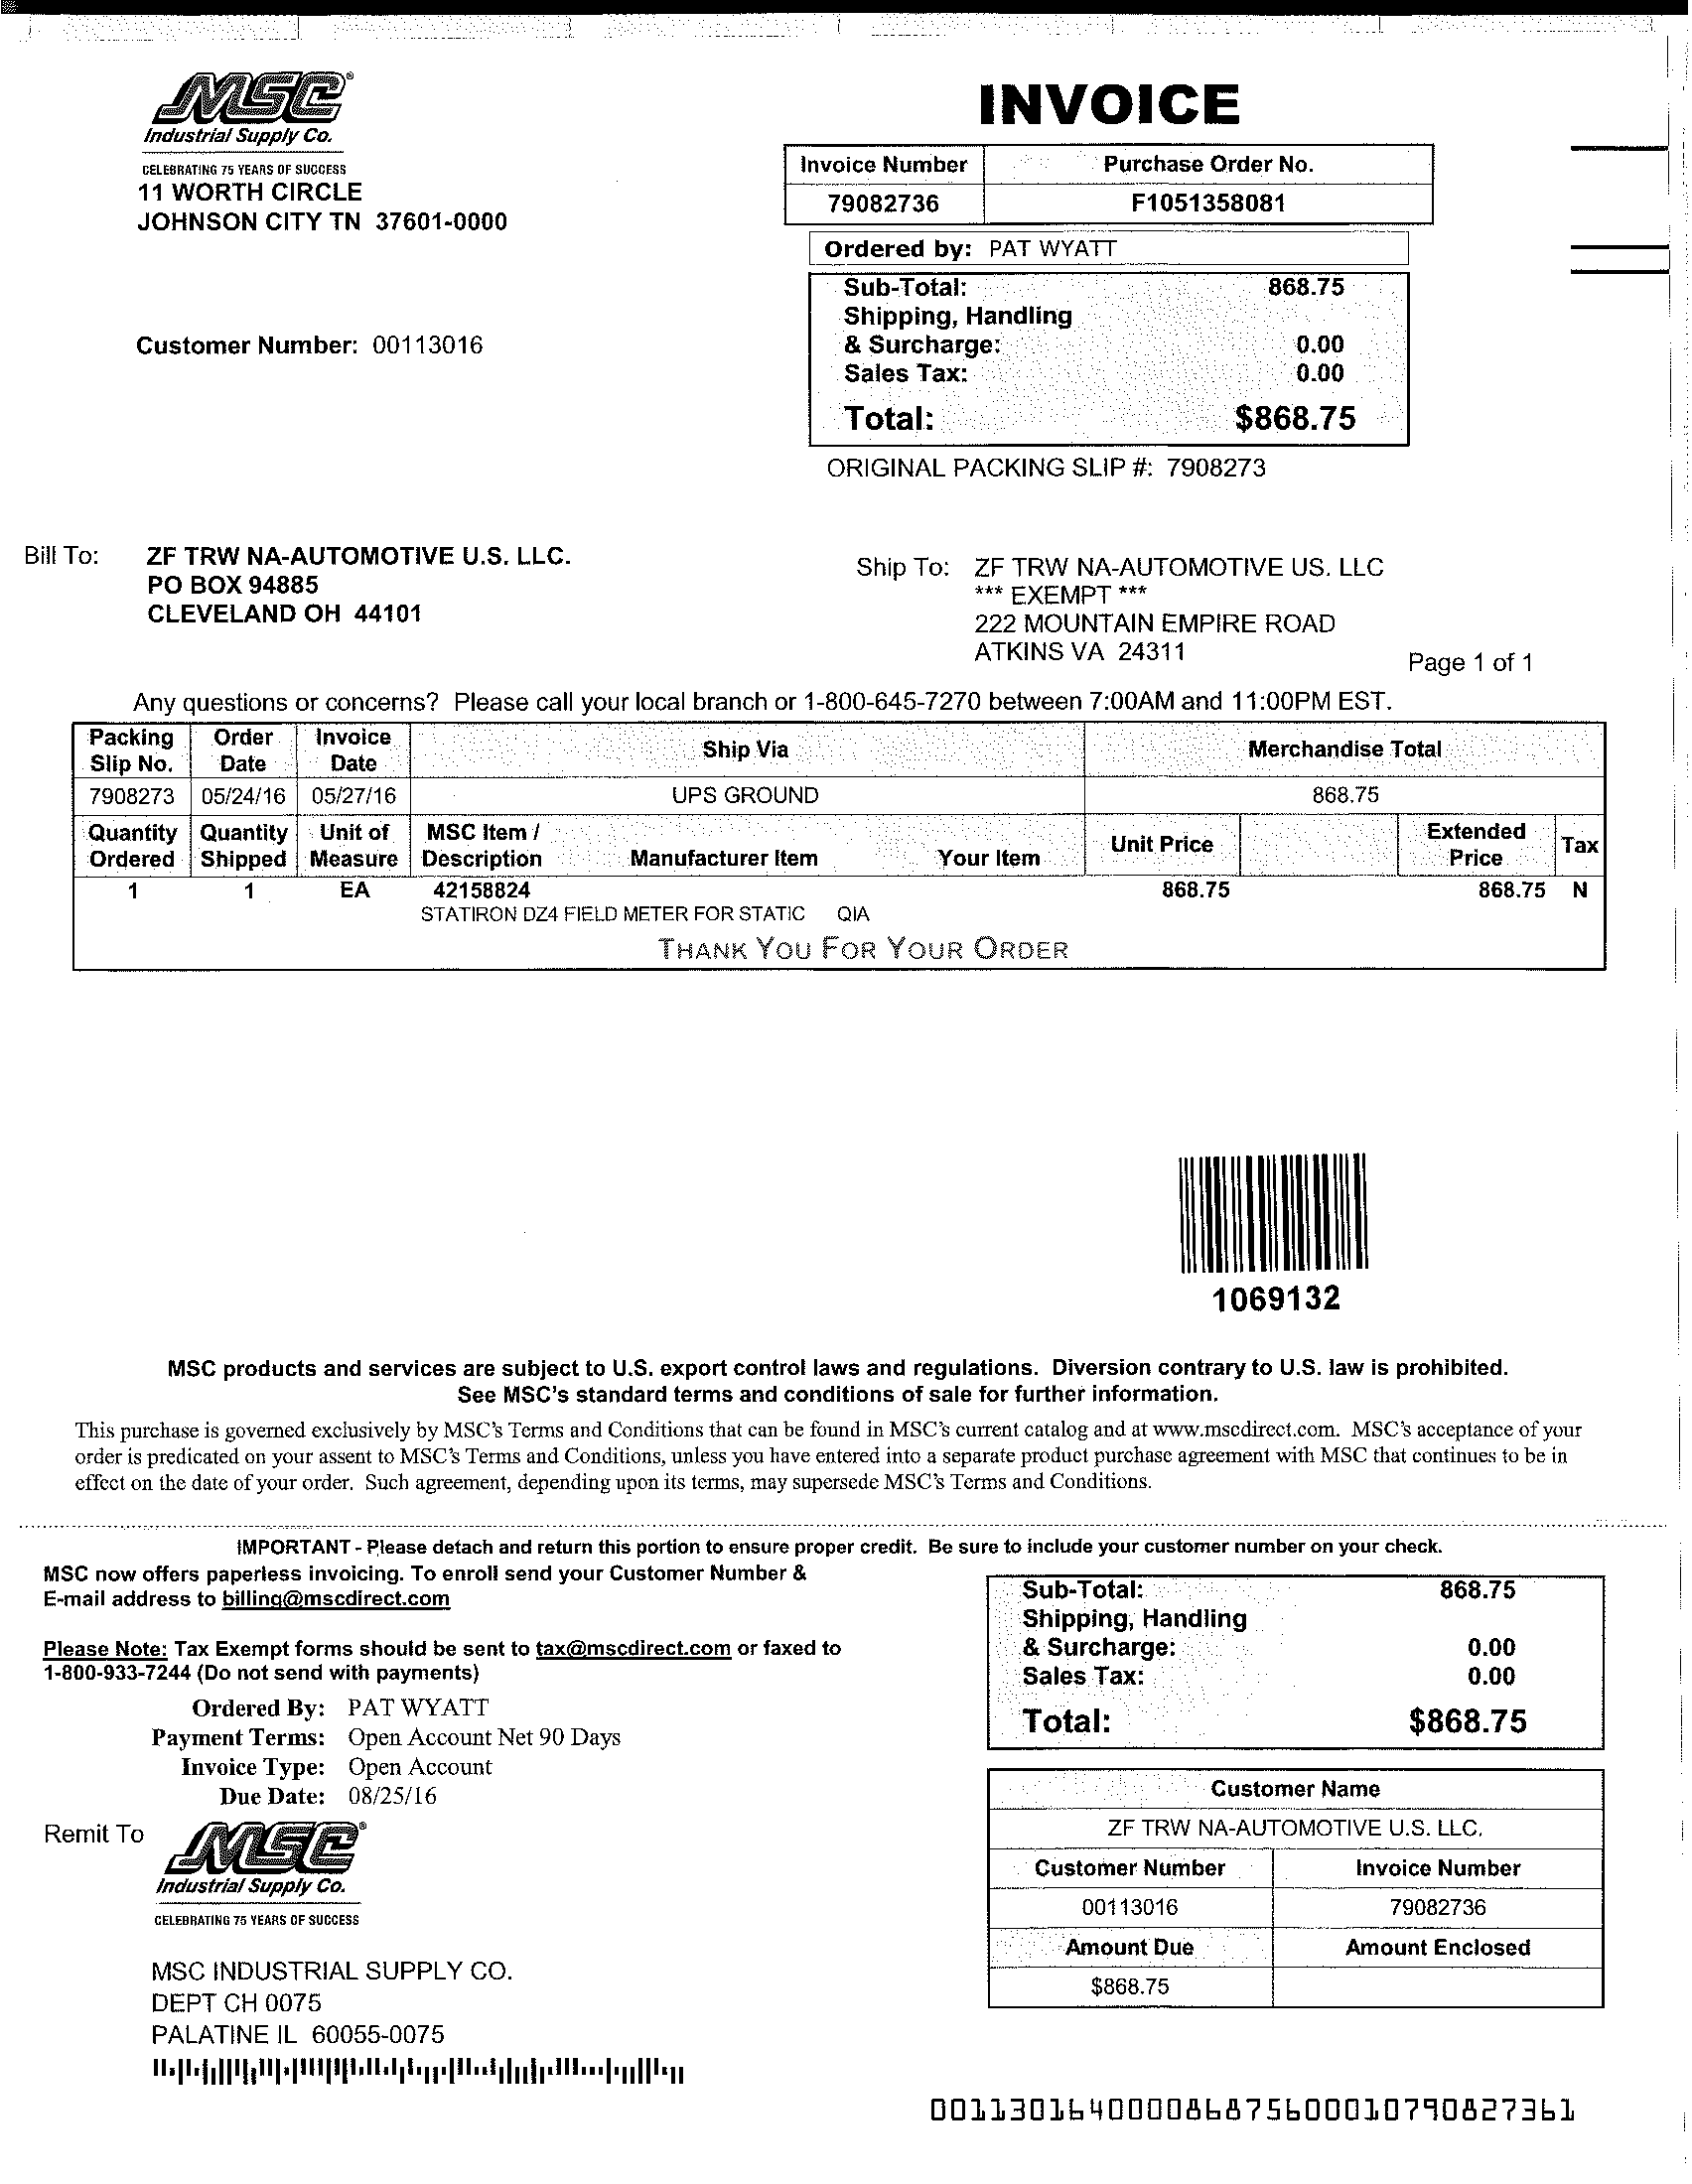 MSC®
Industrial Supply Co.
CELEBRATING 75 YEARS OF SUCCESS
11 WORTH CIRCLE
JOHNSON CITY TN 37601-0000
Customer Number: 00113016
INVOICE
Invoice Number Purchase Order No.
79082736 F1051358081
Ordered by: PAT WYATT
Sub-Total: 868.75
Shipping, Handling
& Surcharge: 0.00
Sales Tax: 0.00
Total: $868.75
ORIGINAL PACKING SLIP #: 7908273
Bill To: ZF TRW NA-AUTOMOTIVE U.S. LLC.
PO BOX 94885
CLEVELAND OH 44101
Ship To: ZF TRW NA-AUTOMOTIVE US. LLC
*** EXEMPT ***
222 MOUNTAIN EMPIRE ROAD
ATKINS VA 24311
Page 1 of 1
Any questions or concerns? Please call your local branch or 1-800-645-7270 between 7:00AM and 11:00PM EST.
Packing Slip No. Order Date Invoice Date Ship Via Merchandise Total
7908273 05/24/16 05/27/16 UPS GROUND 868.75
Quantity Ordered Quantity Shipped Unit of Measure MSC Item / Description Manufacturer Item Your Item Unit Price Extended Price Tax
1 1 EA 42158824 868.75 868.75 N
STATIRON DZ4 FIELD METER FOR STATIC QIA
THANK YOU FOR YOUR ORDER
1069132
MSC products and services are subject to U.S. export control laws and regulations. Diversion contrary to U.S. law is prohibited.
See MSC's standard terms and conditions of sale for further information.
This purchase is governed exclusively by MSC's Terms and Conditions that can be found in MSC's current catalog and at www.mscdirect.com. MSC's acceptance of your
order is predicated on your assent to MSC's Terms and Conditions, unless you have entered into a separate product purchase agreement with MSC that continues to be in
effect on the date of your order. Such agreement, depending upon its terms, may supersede MSC's Terms and Conditions.
IMPORTANT - Please detach and return this portion to ensure proper credit. Be sure to include your customer number on your check.
MSC now offers paperless invoicing. To enroll send your Customer Number &
E-mail address to billing@mscdirect.com
Please Note: Tax Exempt forms should be sent to tax@mscdirect.com or faxed to
1-800-933-7244 (Do not send with payments)
Ordered By: PAT WYATT
Payment Terms: Open Account Net 90 Days
Invoice Type: Open Account
Due Date: 08/25/16
Sub-Total: 868.75
Shipping, Handling
& Surcharge: 0.00
Sales Tax: 0.00
Total: $868.75
Remit To MSC®
Industrial Supply Co.
CELEBRATING 75 YEARS OF SUCCESS
MSC INDUSTRIAL SUPPLY CO.
DEPT CH 0075
PALATINE IL 60055-0075
Customer Name
ZF TRW NA-AUTOMOTIVE U.S. LLC.
Customer Number Invoice Number
00113016 79082736
Amount Due Amount Enclosed
$868.75
001130164000086875600010790827361